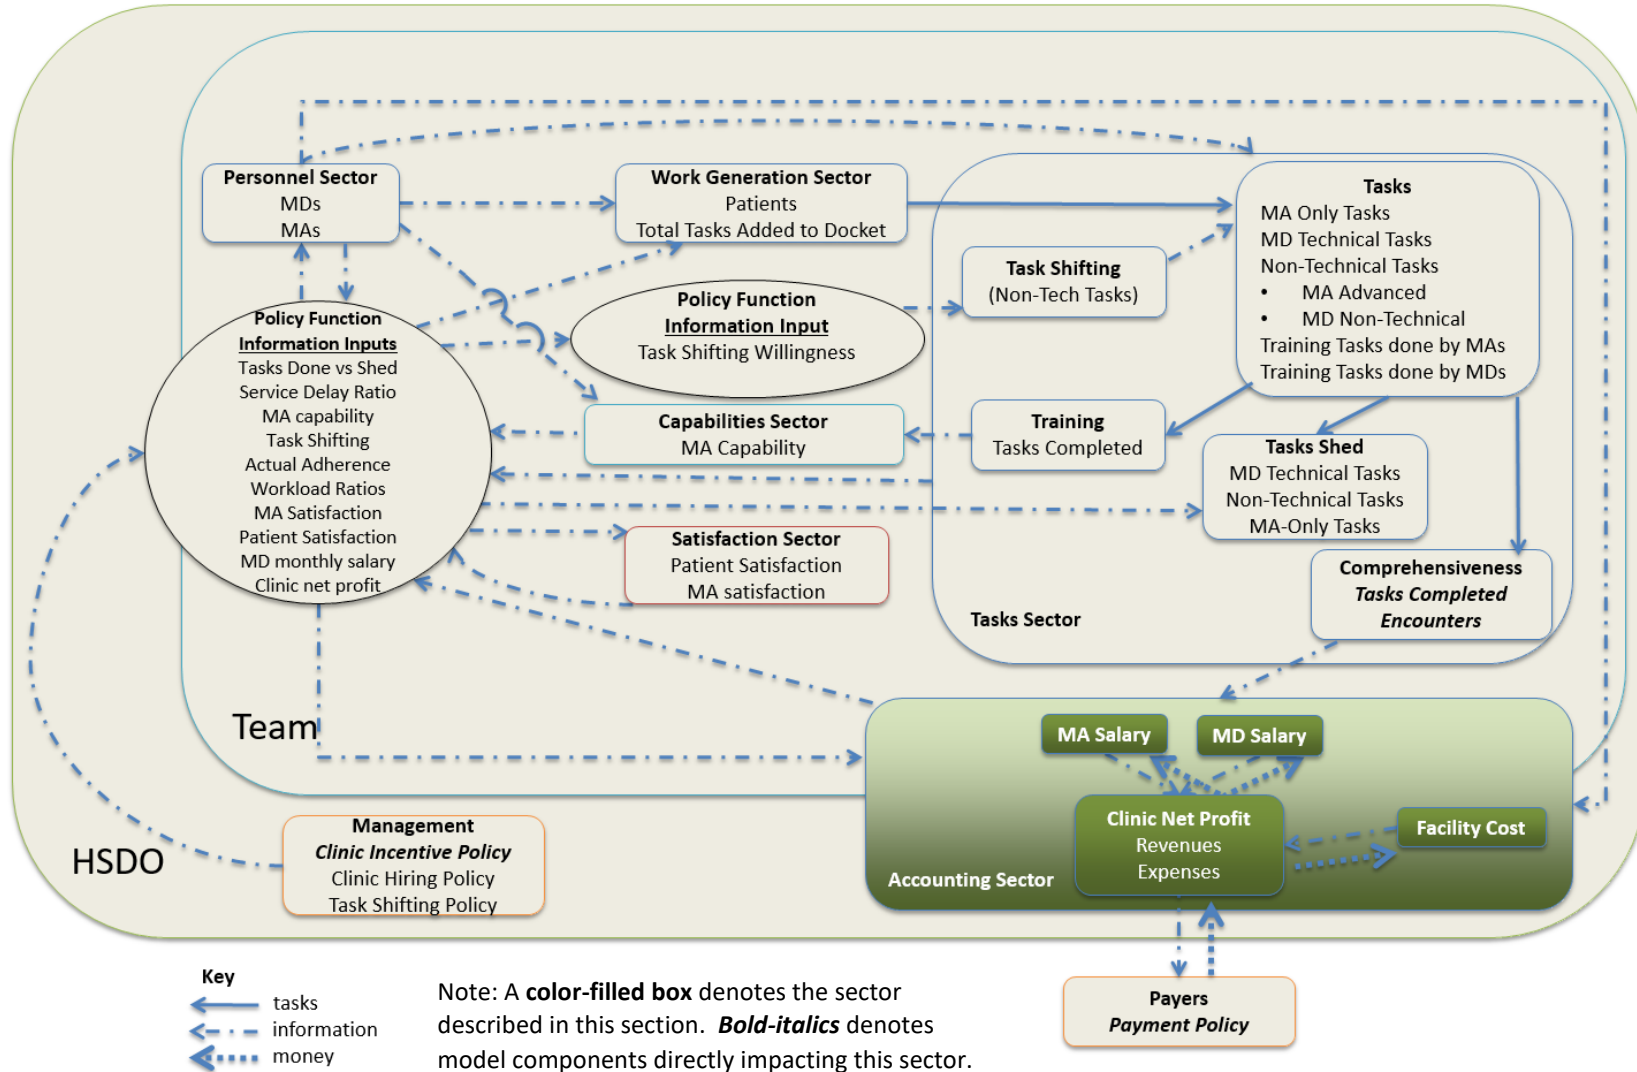 Personnel Sector
MDs
MAs
Work Generation Sector
Patients
Total Tasks Added to Docket
Tasks
MA Only Tasks
MD Technical Tasks
Non-Technical Tasks
• MA Advanced
• MD Non-Technical
Training Tasks done by MAs
Training Tasks done by MDs
Task Shifting
(Non-Tech Tasks)
Policy Function
Information Input
Task Shifting Willingness
Policy Function
Information Inputs
Tasks Done vs Shed
Service Delay Ratio
MA capability
Task Shifting
Actual Adherence
Workload Ratios
MA Satisfaction
Patient Satisfaction
MD monthly salary
Clinic net profit
Capabilities Sector
MA Capability
Training
Tasks Completed
Tasks Shed
MD Technical Tasks
Non-Technical Tasks
MA-Only Tasks
Satisfaction Sector
Patient Satisfaction
MA satisfaction
Comprehensiveness
Tasks Completed
Encounters
Tasks Sector
Team
MA Salary
MD Salary
Clinic Net Profit
Revenues
Expenses
Facility Cost
Accounting Sector
HSDO
Management
Clinic Incentive Policy
Clinic Hiring Policy
Task Shifting Policy
Key
tasks
information
money
Note: A color-filled box denotes the sector
described in this section. Bold-italics denotes
model components directly impacting this sector.
Payers
Payment Policy